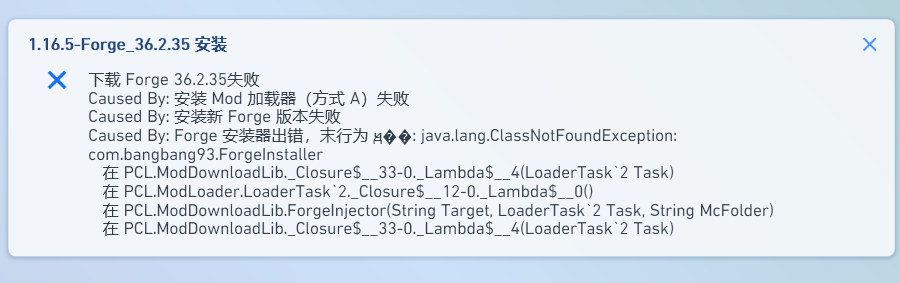 1.16.5-Forge_36.2.35 安装
下载 Forge 36.2.35失败
Caused By: 安装 Mod 加载器（方式 A）失败
Caused By: 安装新 Forge 版本失败
Caused By: Forge 安装器出错，末行为 : java.lang.ClassNotFoundException:
com.bangbang93.ForgeInstaller
在 PCL.ModDownloadLib._Closure$__33-0._Lambda$__4(LoaderTask`2 Task)
在 PCL.ModLoader.LoaderTask`2._Closure$__12-0._Lambda$__0()
在 PCL.ModDownloadLib.ForgeInjector(String Target, LoaderTask`2 Task, String McFolder)
在 PCL.ModDownloadLib._Closure$__33-0._Lambda$__4(LoaderTask`2 Task)